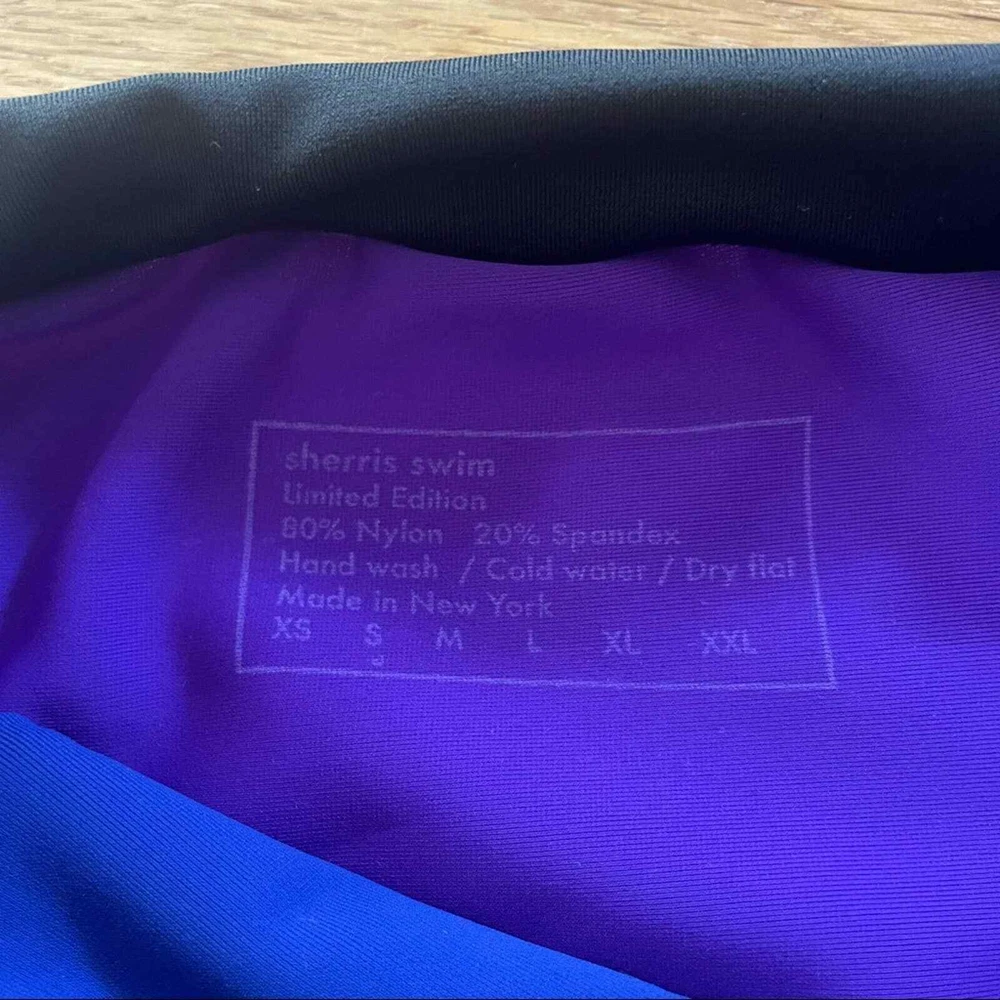 sherris swim
Limited Edition
80% Nylon 20% Spandex
Hand wash / Cold water / Dry flat
Made in New York
XS S M L XL XXL